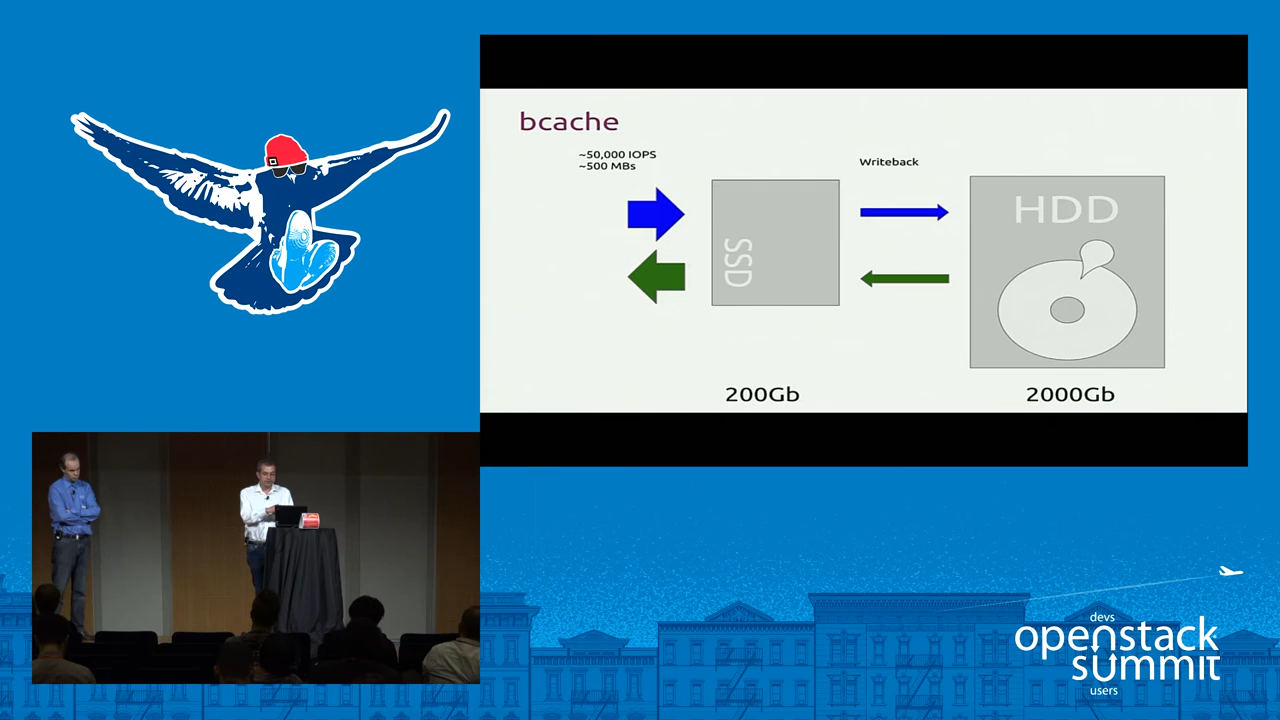 bcache
~50,000 IOPS
~500 MBs
Writeback
SSD
HDD
200Gb
2000Gb
devs
openstack
summit
users